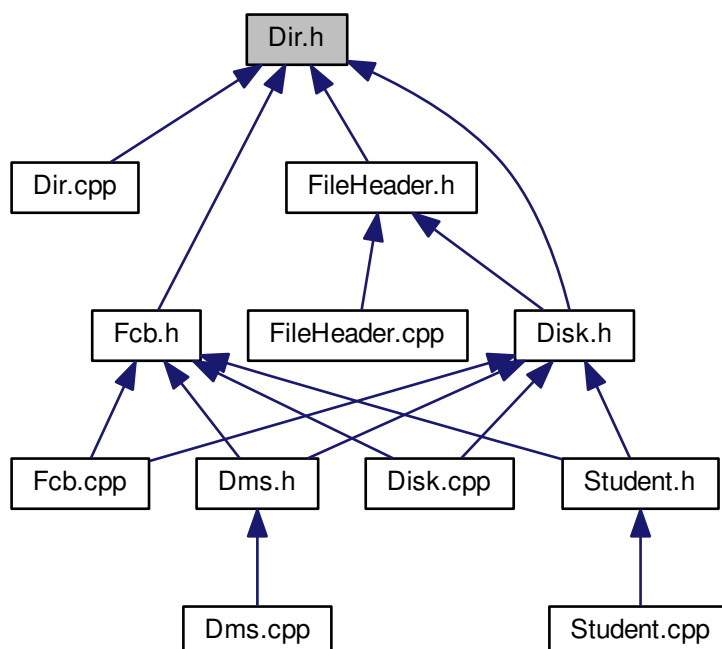 Dir.h
Dir.cpp
FileHeader.h
Fcb.h
FileHeader.cpp
Disk.h
Fcb.cpp
Dms.h
Disk.cpp
Student.h
Dms.cpp
Student.cpp